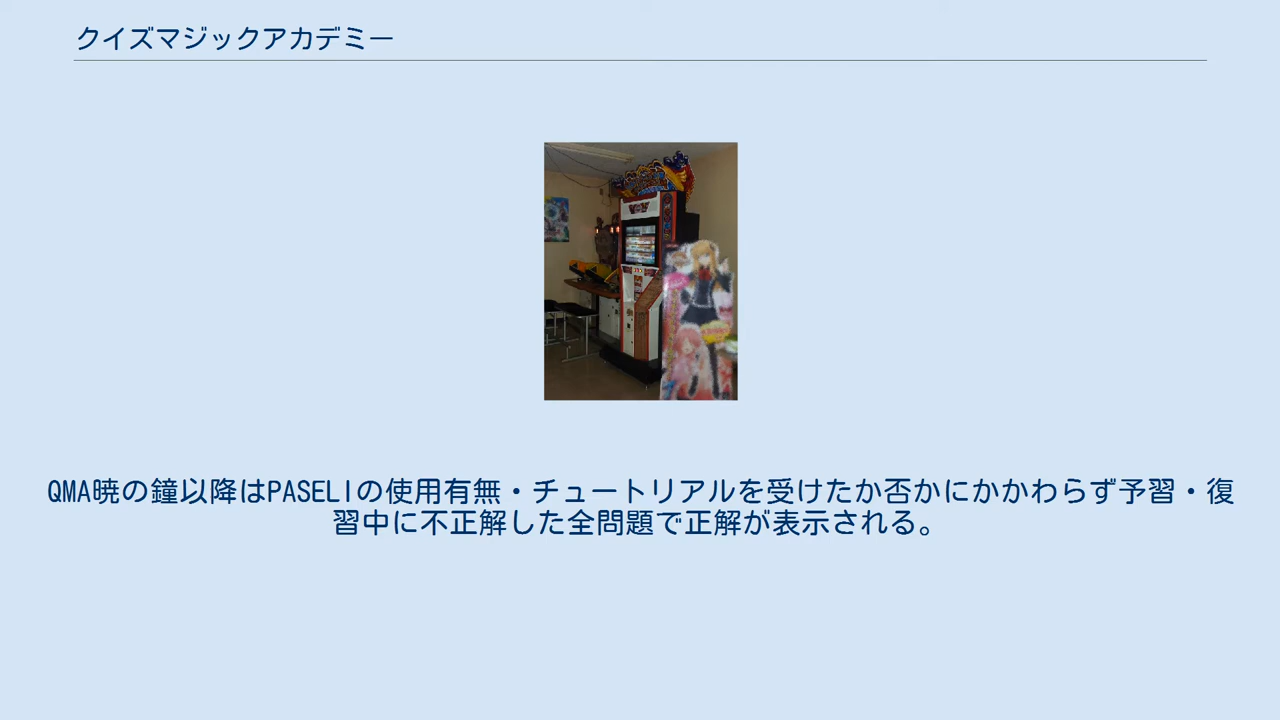 クイズマジックアカデミー
QMA暁の鐘以降はPASELIの使用有無・チュートリアルを受けたか否かにかかわらず予習・復
習中に不正解した全問題で正解が表示される。